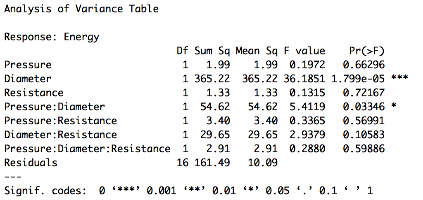 Analysis of Variance Table
Response: Energy
Df Sum Sq Mean Sq F value Pr(>F)
Pressure 1 1.99 1.99 0.1972 0.66296
Diameter 1 365.22 365.22 36.1851 1.799e-05 ***
Resistance 1 1.33 1.33 0.1315 0.72167
Pressure:Diameter 1 54.62 54.62 5.4119 0.03346 *
Pressure:Resistance 1 3.40 3.40 0.3365 0.56991
Diameter:Resistance 1 29.65 29.65 2.9379 0.10583
Pressure:Diameter:Resistance 1 2.91 2.91 0.2880 0.59886
Residuals 16 161.49 10.09
---
Signif. codes: 0 ‘***’ 0.001 ‘**’ 0.01 ‘*’ 0.05 ‘.’ 0.1 ‘ ’ 1